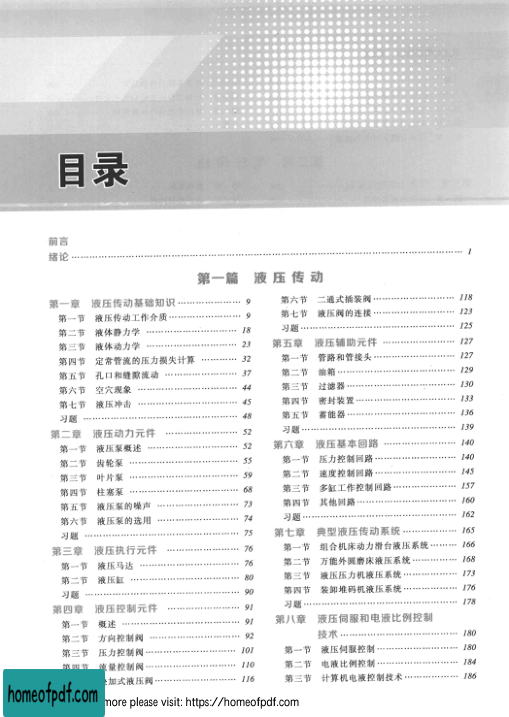 目录
前言
绪论 …… 1
第一篇 液压传动
第一章 液压传动基础知识 …… 9
第一节 液压传动工作介质 …… 9
第二节 液体静力学 …… 18
第三节 液体动力学 …… 23
第四节 定常管流的压力损失计算 …… 32
第五节 孔口和缝隙流动 …… 37
第六节 空穴现象 …… 44
第七节 液压冲击 …… 45
习题 …… 48
第二章 液压动力元件 …… 52
第一节 液压泵概述 …… 52
第二节 齿轮泵 …… 55
第三节 叶片泵 …… 59
第四节 柱塞泵 …… 68
第五节 液压泵的噪声 …… 73
第六节 液压泵的选用 …… 74
习题 …… 75
第三章 液压执行元件 …… 76
第一节 液压马达 …… 76
第二节 液压缸 …… 80
习题 …… 90
第四章 液压控制元件 …… 91
第一节 概述 …… 91
第二节 方向控制阀 …… 92
第三节 压力控制阀 …… 101
第四节 流量控制阀 …… 110
加式液压阀 …… 116
第六节 二通式插装阀 …… 118
第七节 液压阀的连接 …… 123
习题 …… 125
第五章 液压辅助元件 …… 127
第一节 管路和管接头 …… 127
第二节 油箱 …… 129
第三节 过滤器 …… 130
第四节 密封装置 …… 133
第五节 蓄能器 …… 136
习题 …… 139
第六章 液压基本回路 …… 140
第一节 压力控制回路 …… 140
第二节 速度控制回路 …… 145
第三节 多缸工作控制回路 …… 157
第四节 其他回路 …… 160
习题 …… 162
第七章 典型液压传动系统 …… 165
第一节 组合机床动力滑台液压系统 …… 166
第二节 万能外圆磨床液压系统 …… 168
第三节 液压压力机液压系统 …… 173
第四节 装卸堆码机液压系统 …… 176
习题 …… 178
第八章 液压伺服和电液比例控制
技术 …… 180
第一节 液压伺服控制 …… 180
第二节 电液比例控制 …… 184
第三节 计算机电液控制技术 …… 186
homeofpdf.com
more please visit: https://homeofpdf.com